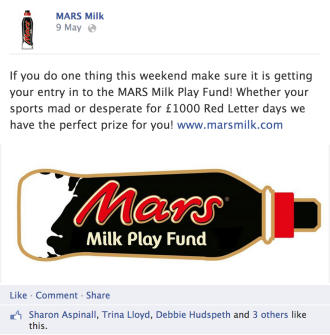 MARS Milk
9 May
If you do one thing this weekend make sure it is getting
your entry in to the MARS Milk Play Fund! Whether your
sports mad or desperate for £1000 Red Letter days we
have the perfect prize for you! www.marsmilk.com
Mars
Milk Play Fund
Like · Comment · Share
Sharon Aspinall, Trina Lloyd, Debbie Hudspeth and 3 others like
this.